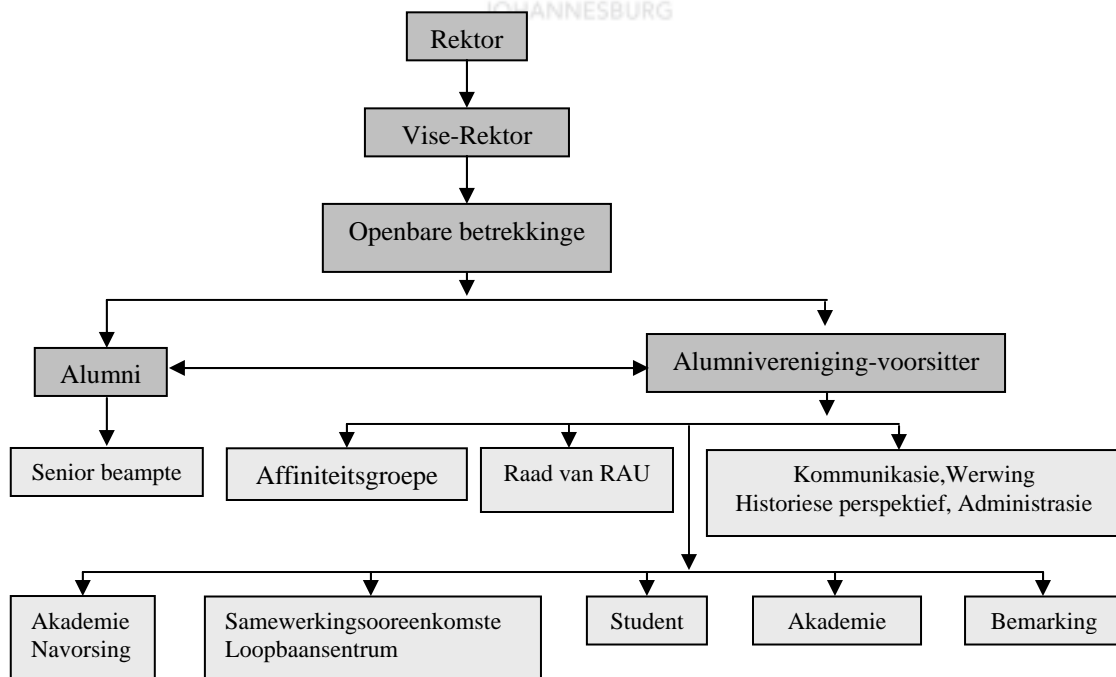 JOHANNESBURG
Rektor
Vise-Rektor
Openbare betrekkinge
Alumni
Alumnivereniging-voorsitter
Senior beampte
Affiniteitsgroepe
Raad van RAU
Kommunikasie,Werwing
Historiese perspektief, Administrasie
Akademie
Navorsing
Samewerkingsooreenkomste
Loopbaansentrum
Student
Akademie
Bemarking